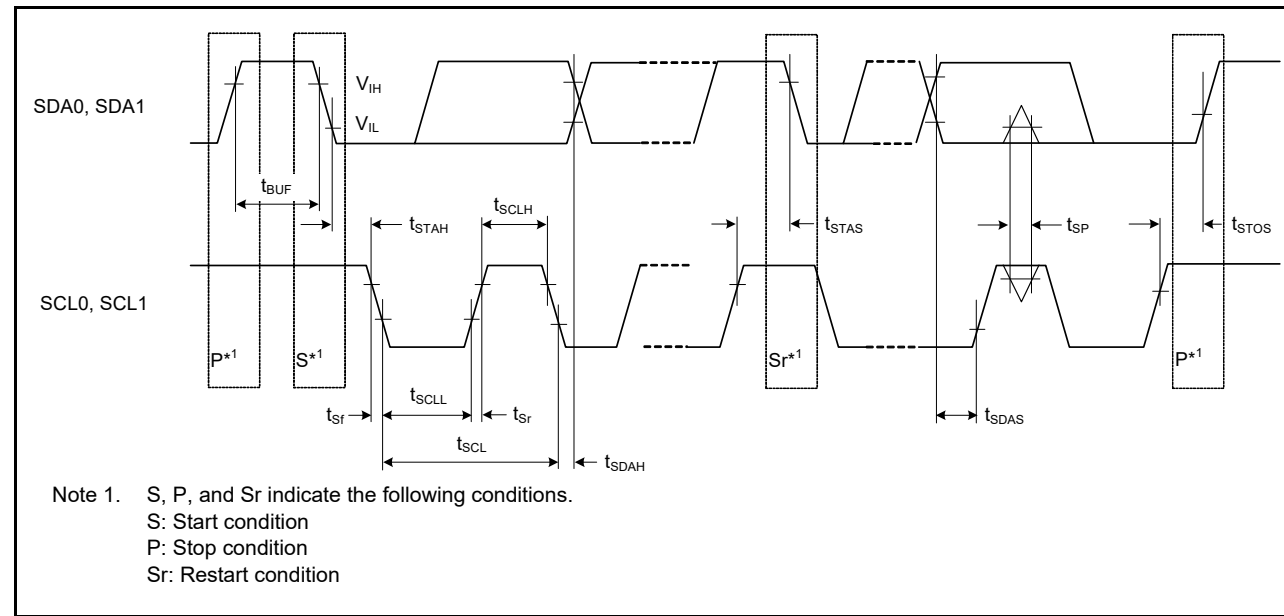 SDA0, SDA1
VIH
VIL
tBUF
tSTAH
tSCLH
tSTAS
tSP
tSTOS
SCL0, SCL1
P*1
S*1
Sr*1
P*1
tSf
tSCLL
tSr
tSDAS
tSCL
tSDAH
Note 1. S, P, and Sr indicate the following conditions.
S: Start condition
P: Stop condition
Sr: Restart condition